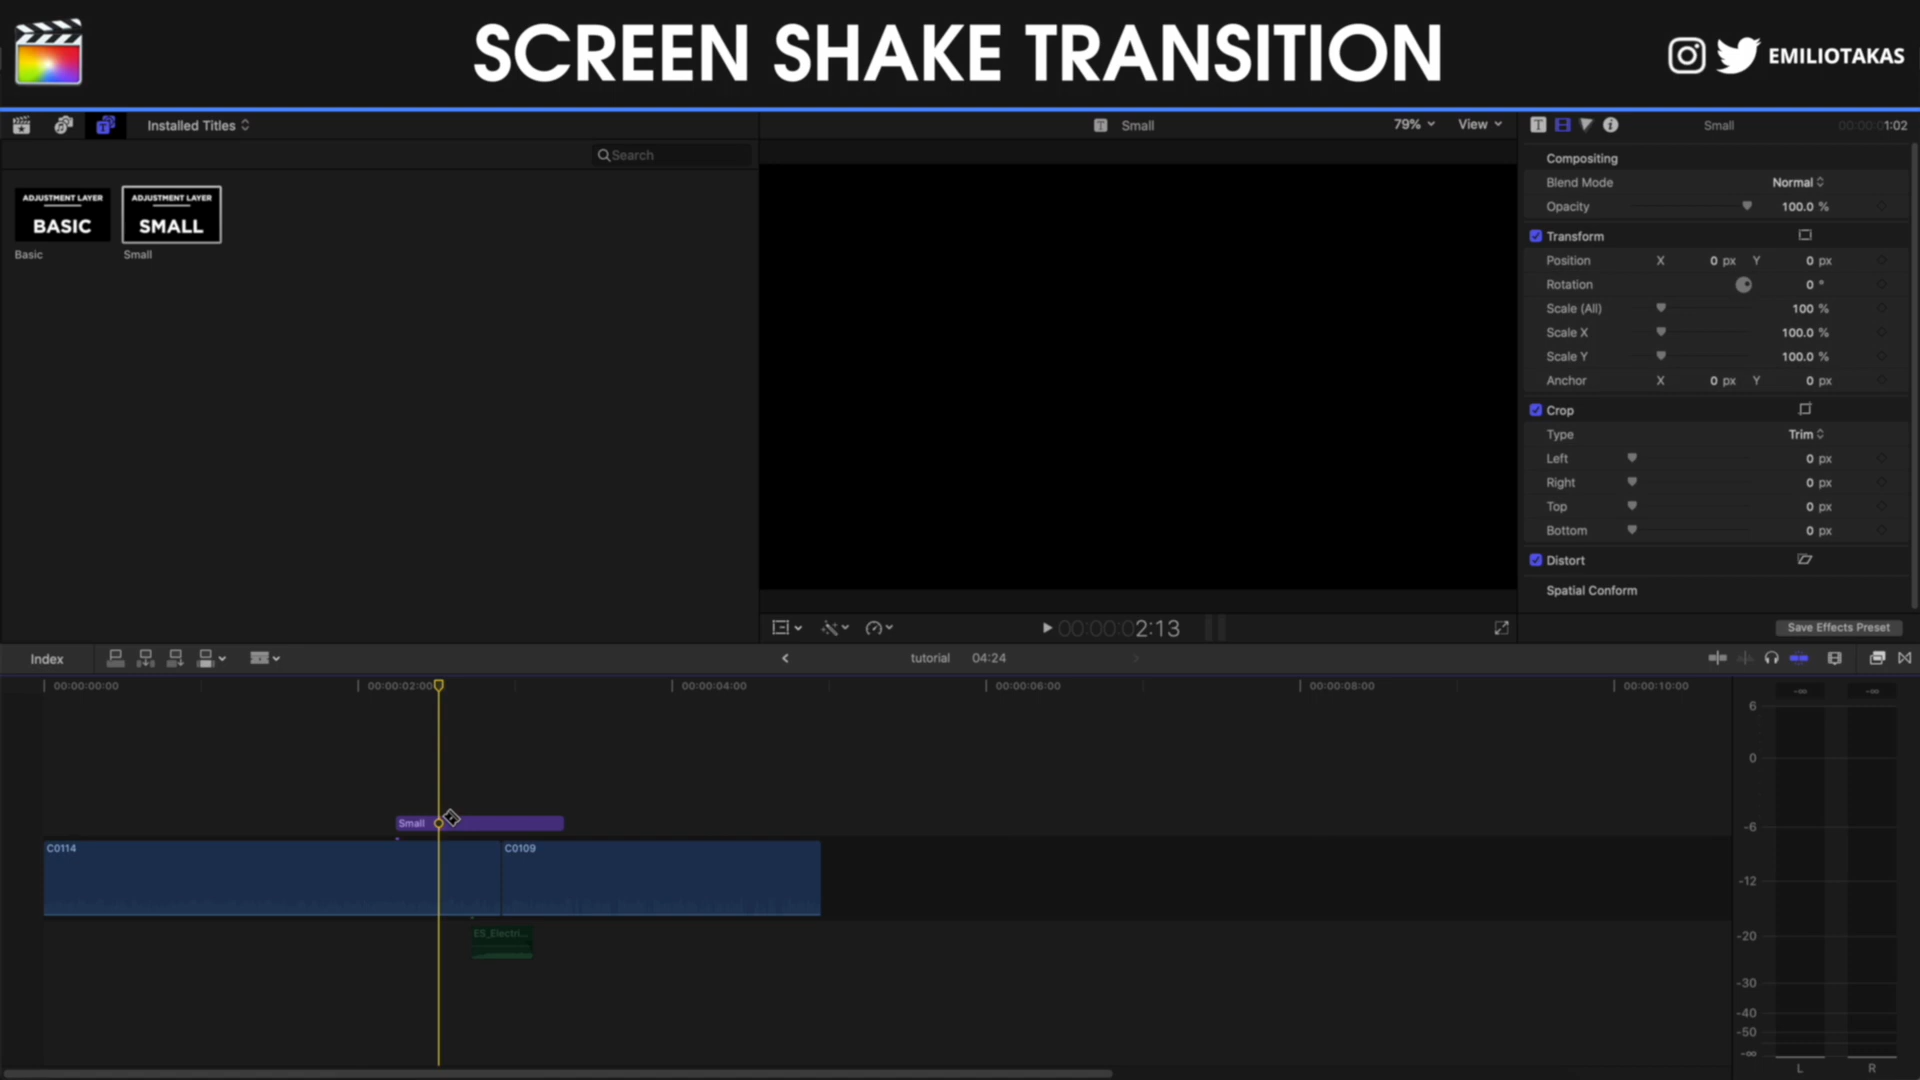 SCREEN SHAKE TRANSITION
EMILIOTAKAS
Installed Titles
Small
79%
View
Small
00:00:01:02
Search
ADJUSTMENT LAYER
BASIC
Basic
ADJUSTMENT LAYER
SMALL
Small
Compositing
Blend Mode Normal
Opacity 100.0 %
Transform
Position X 0 px Y 0 px
Rotation 0 °
Scale (All) 100 %
Scale X 100.0 %
Scale Y 100.0 %
Anchor X 0 px Y 0 px
Crop
Type Trim
Left 0 px
Right 0 px
Top 0 px
Bottom 0 px
Distort
Spatial Conform
00:00:02:13
Save Effects Preset
Index
tutorial 04:24
00:00:00:00 00:00:02:00 00:00:04:00 00:00:06:00 00:00:08:00 00:00:10:00
-∞ -∞
6
0
-6
-12
-20
-30
-40
-50
-∞
L R
Small
C0114
C0109
ES_Electri...